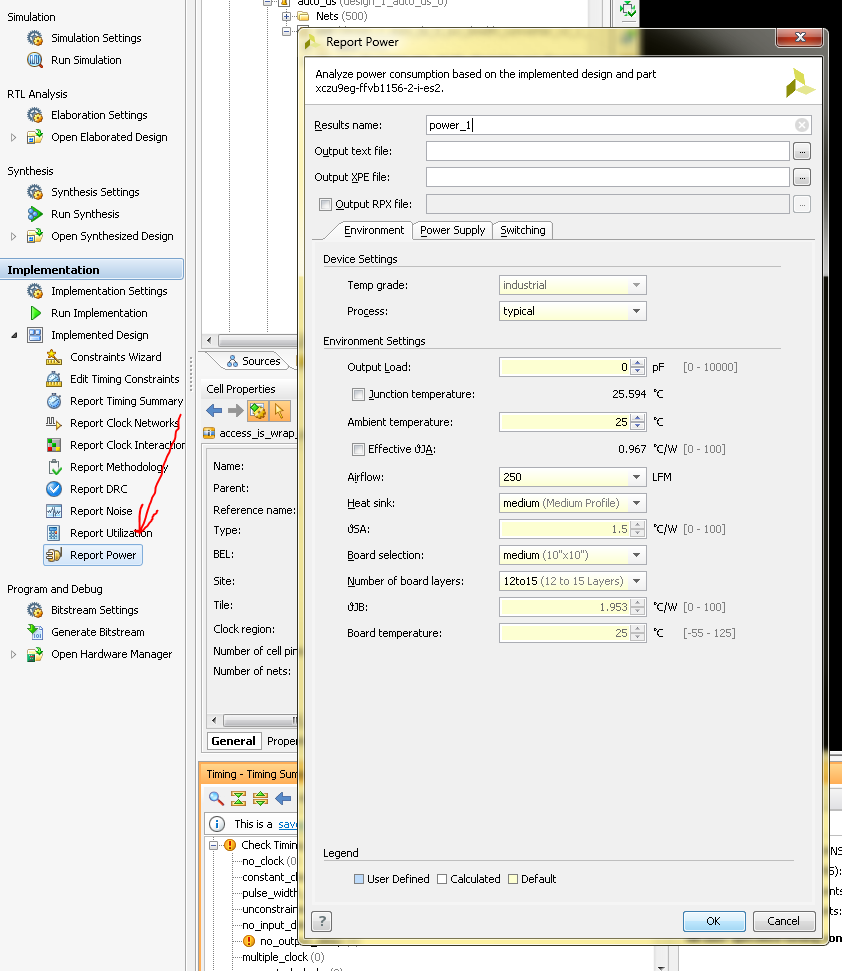 Simulation
Simulation Settings
Run Simulation
RTL Analysis
Elaboration Settings
Open Elaborated Design
Synthesis
Synthesis Settings
Run Synthesis
Open Synthesized Design
Implementation
Implementation Settings
Run Implementation
Implemented Design
Constraints Wizard
Edit Timing Constraints
Report Timing Summary
Report Clock Networks
Report Clock Interaction
Report Methodology
Report DRC
Report Noise
Report Utilization
Report Power
Program and Debug
Bitstream Settings
Generate Bitstream
Open Hardware Manager
auto_us (design_1_auto_us_0)
Nets (500)
Sources
Cell Properties
access_is_wrap_
Name:
Parent:
Reference name:
Type:
BEL:
Site:
Tile:
Clock region:
Number of cell pin
Number of nets:
General
Proper
Timing - Timing Sum
This is a save
Check Timin
no_clock (0
constant_cl
pulse_width
unconstrain
no_input_d
no_outpu
multiple_clock (0)
Report Power
Analyze power consumption based on the implemented design and part
xczu9eg-ffvb1156-2-i-es2.
Results name: power_1
Output text file:
...
Output XPE file:
...
Output RPX file:
...
Environment Power Supply Switching
Device Settings
Temp grade: industrial
Process: typical
Environment Settings
Output Load: 0 pF [0 - 10000]
Junction temperature: 25.594 °C
Ambient temperature: 25 °C
Effective ϑJA: 0.967 °C/W [0 - 100]
Airflow: 250 LFM
Heat sink: medium (Medium Profile)
ϑSA: 1.5 °C/W [0 - 100]
Board selection: medium (10"x10")
Number of board layers: 12to15 (12 to 15 Layers)
ϑJB: 1.953 °C/W [0 - 100]
Board temperature: 25 °C [-55 - 125]
Legend
User Defined Calculated Default
? OK Cancel